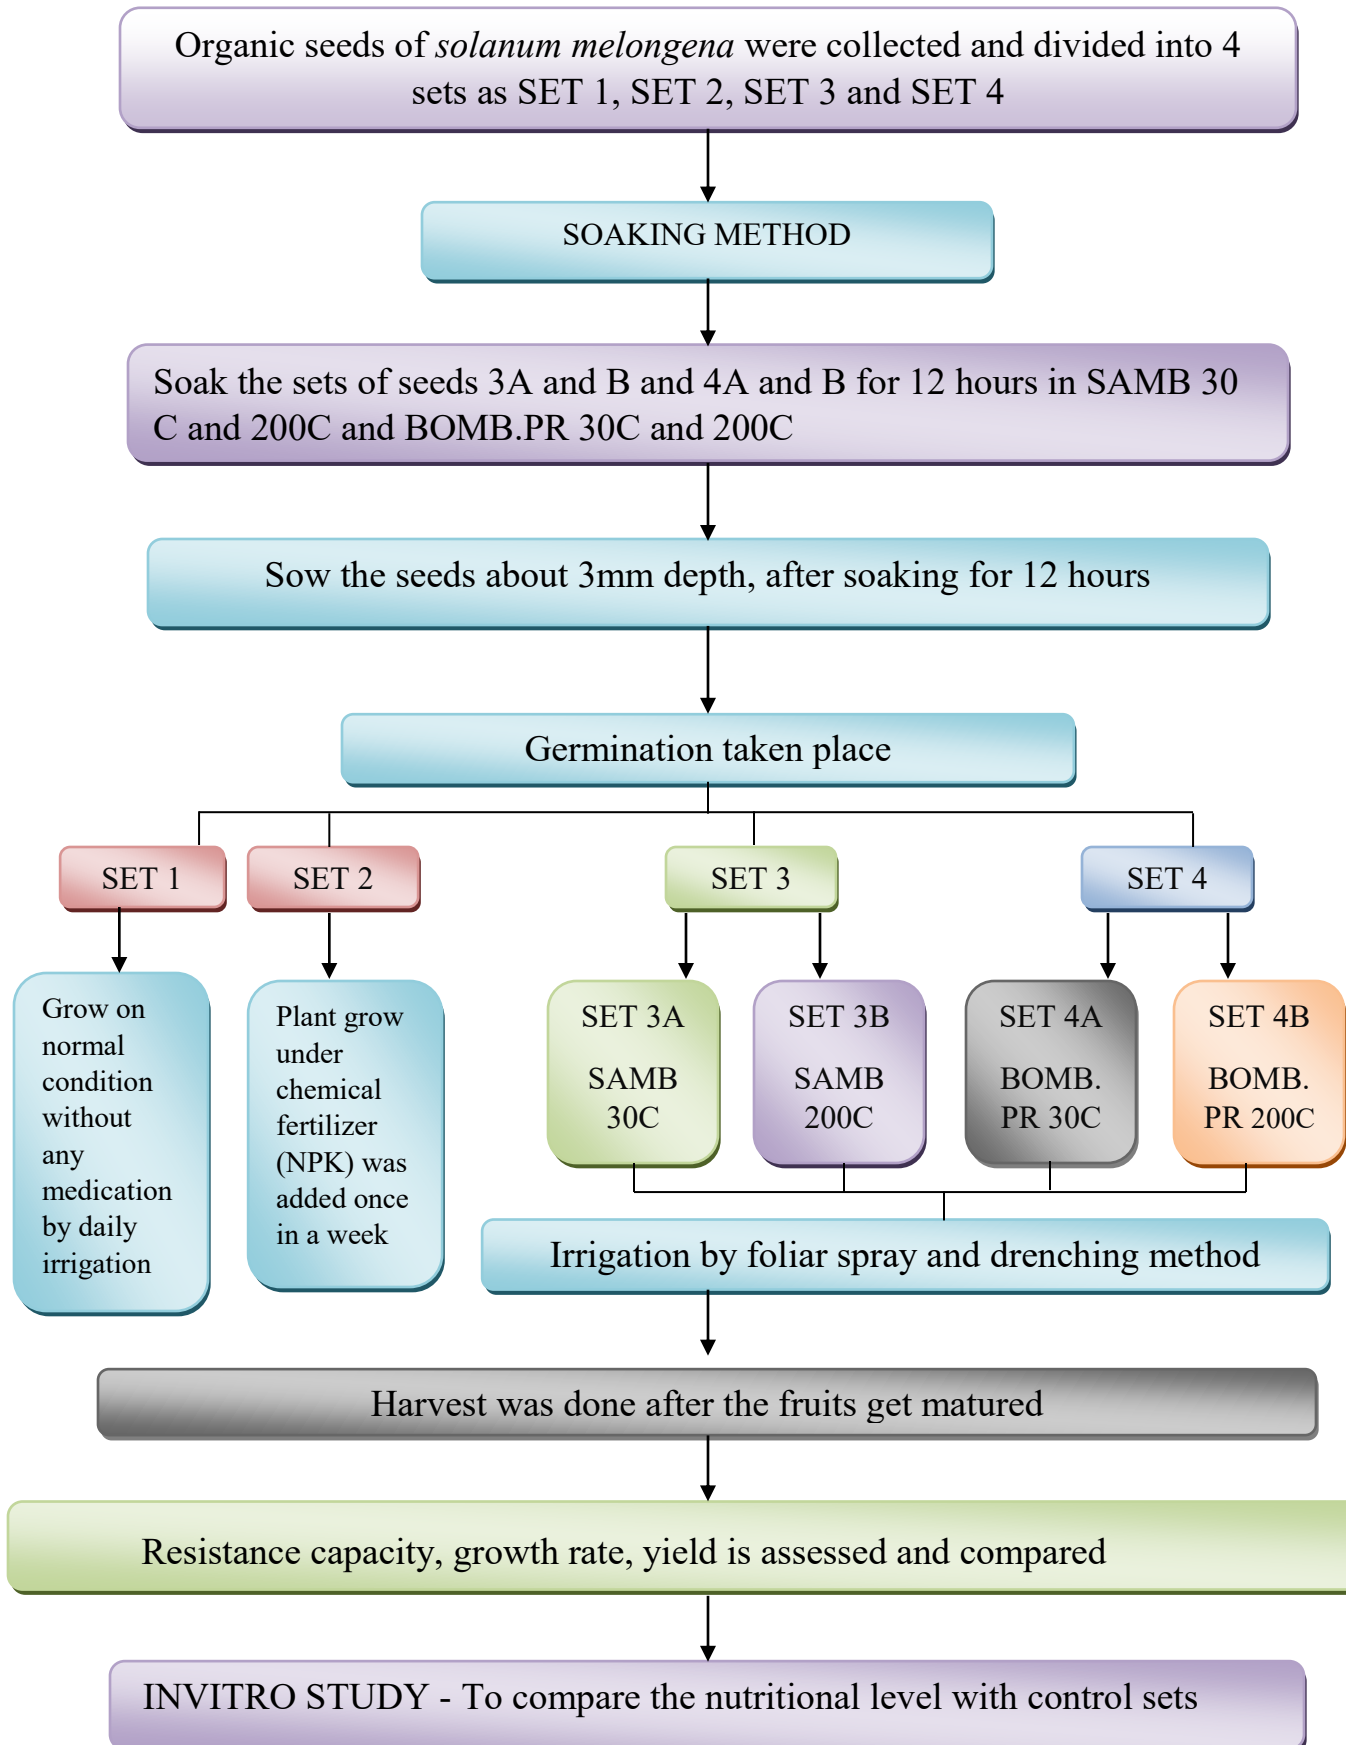 Organic seeds of solanum melongena were collected and divided into 4
sets as SET 1, SET 2, SET 3 and SET 4
SOAKING METHOD
Soak the sets of seeds 3A and B and 4A and B for 12 hours in SAMB 30
C and 200C and BOMB.PR 30C and 200C
Sow the seeds about 3mm depth, after soaking for 12 hours
Germination taken place
SET 1
SET 2
SET 3
SET 4
Grow on
normal
condition
without
any
medication
by daily
irrigation
Plant grow
under
chemical
fertilizer
(NPK) was
added once
in a week
SET 3A
SAMB
30C
SET 3B
SAMB
200C
SET 4A
BOMB.
PR 30C
SET 4B
BOMB.
PR 200C
Irrigation by foliar spray and drenching method
Harvest was done after the fruits get matured
Resistance capacity, growth rate, yield is assessed and compared
INVITRO STUDY - To compare the nutritional level with control sets